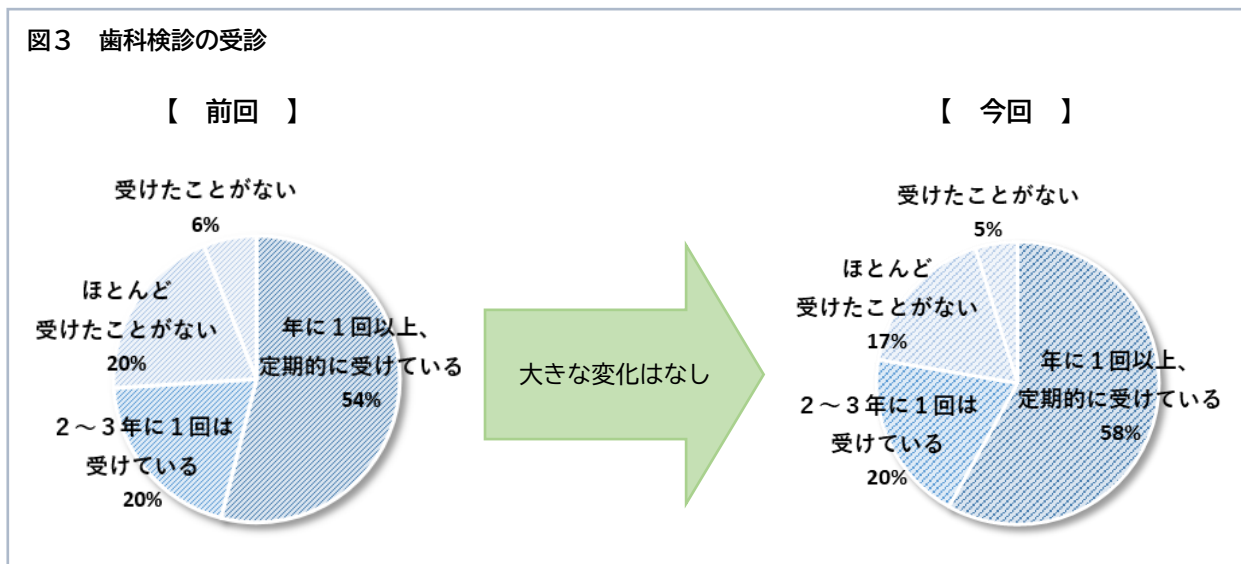 図3　歯科検診の受診
【　前回　】
受けたことがない
6%
ほとんど
受けたことがない
20%
年に１回以上、
定期的に受けている
54%
２～３年に１回は
受けている
20%
大きな変化はなし
【　今回　】
受けたことがない
5%
ほとんど
受けたことがない
17%
年に１回以上、
定期的に受けている
58%
２～３年に１回は
受けている
20%